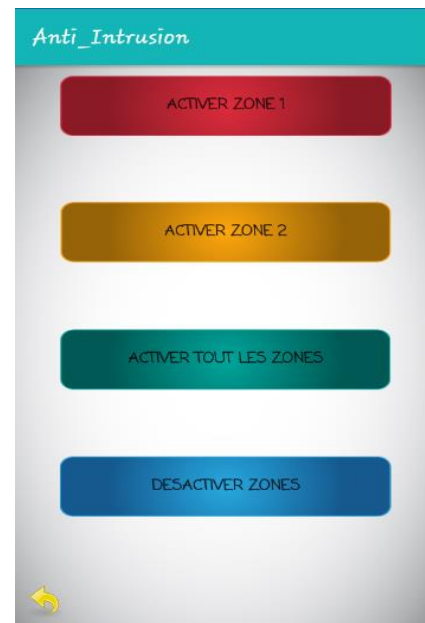 Anti_Intrusion
ACTIVER ZONE 1
ACTIVER ZONE 2
ACTIVER TOUT LES ZONES
DESACTIVER ZONES